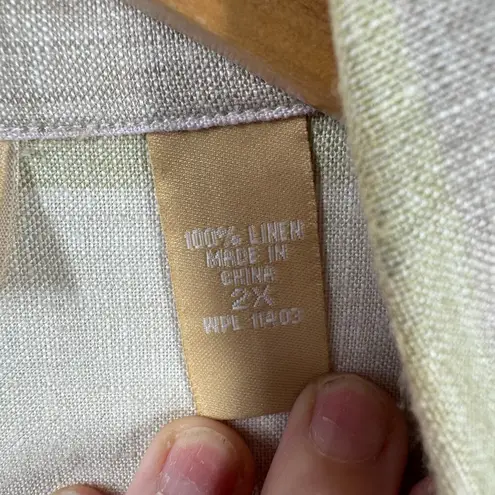 100% LINEN
MADE IN
CHINA
2X
WPL 11403